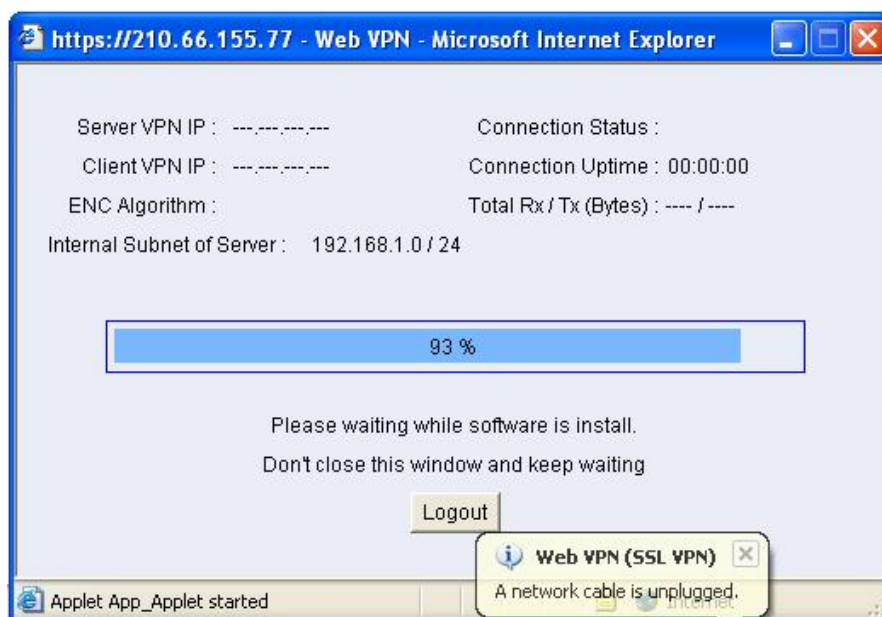 https://210.66.155.77 - Web VPN - Microsoft Internet Explorer
Server VPN IP : ---.---.---.--- Connection Status :
Client VPN IP : ---.---.---.--- Connection Uptime : 00:00:00
ENC Algorithm : Total Rx / Tx (Bytes) : ---- / ----
Internal Subnet of Server : 192.168.1.0 / 24
93 %
Please waiting while software is install.
Don't close this window and keep waiting
Logout
Web VPN (SSL VPN)
A network cable is unplugged.
Applet App_Applet started
Internet